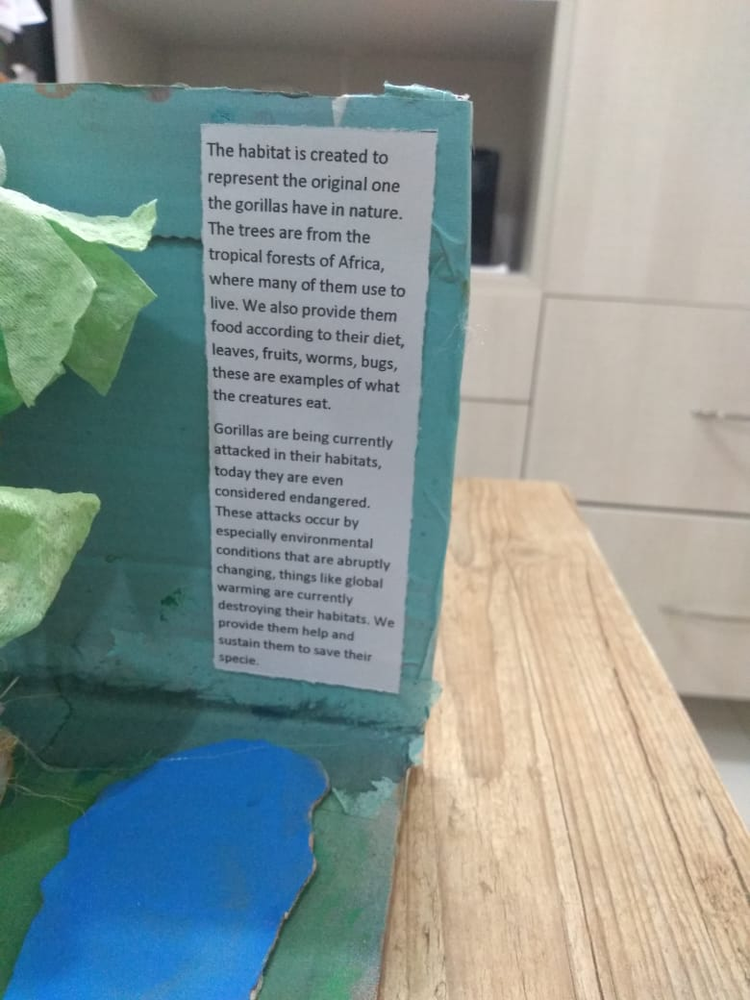 The habitat is created to
represent the original one
the gorillas have in nature.
The trees are from the
tropical forests of Africa,
where many of them use to
live. We also provide them
food according to their diet,
leaves, fruits, worms, bugs,
these are examples of what
the creatures eat.
Gorillas are being currently
attacked in their habitats,
today they are even
considered endangered.
These attacks occur by
especially environmental
conditions that are abruptly
changing, things like global
warming are currently
destroying their habitats. We
provide them help and
sustain them to save their
specie.